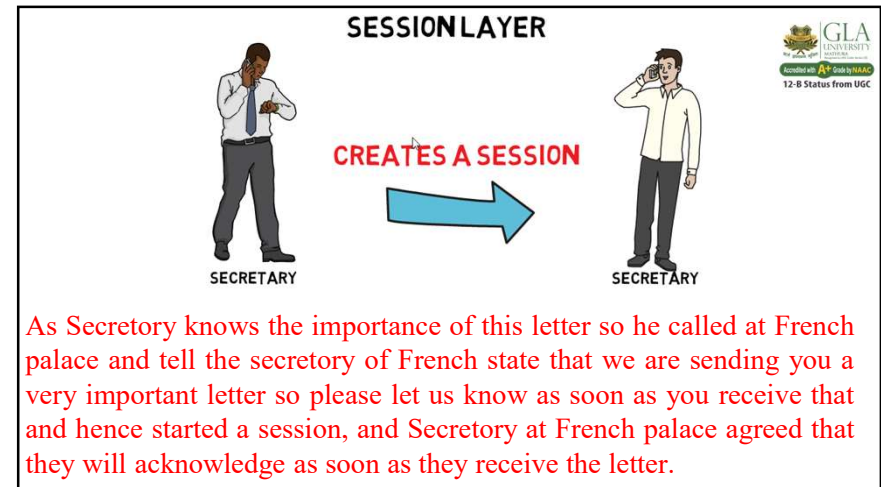 SESSION LAYER
GLA
UNIVERSITY
MATHURA
Accredited with A+ Grade by NAAC
12-B Status from UGC
CREATES A SESSION
SECRETARY
SECRETARY
As Secretory knows the importance of this letter so he called at French
palace and tell the secretary of French state that we are sending you a
very important letter so please let us know as soon as you receive that
and hence started a session, and Secretory at French palace agreed that
they will acknowledge as soon as they receive the letter.